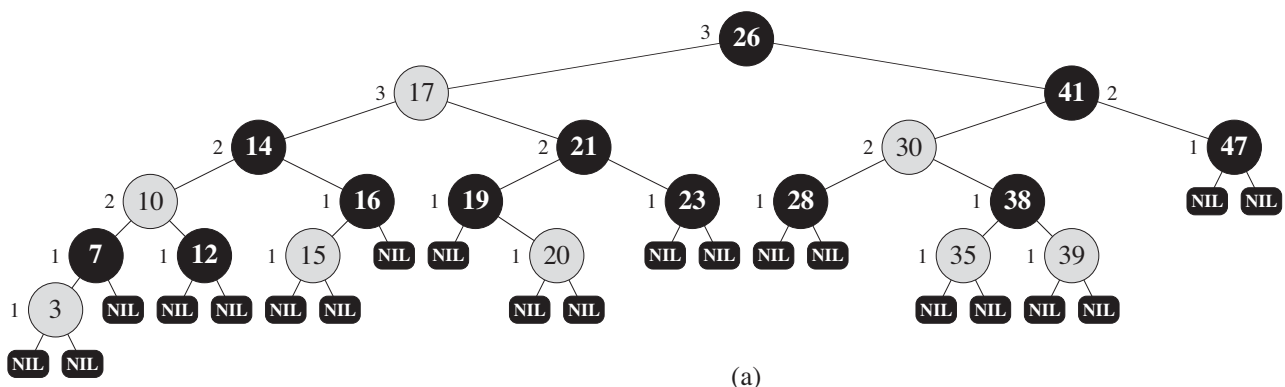 3 26
3 17 41 2
2 14 2 21 2 30 1 47
2 10 1 16 1 19 1 23 1 28 1 38 NIL NIL
1 7 1 12 1 15 NIL NIL 1 20 NIL NIL NIL NIL 1 35 1 39
1 3 NIL NIL NIL NIL NIL NIL NIL NIL NIL NIL NIL
NIL NIL
(a)